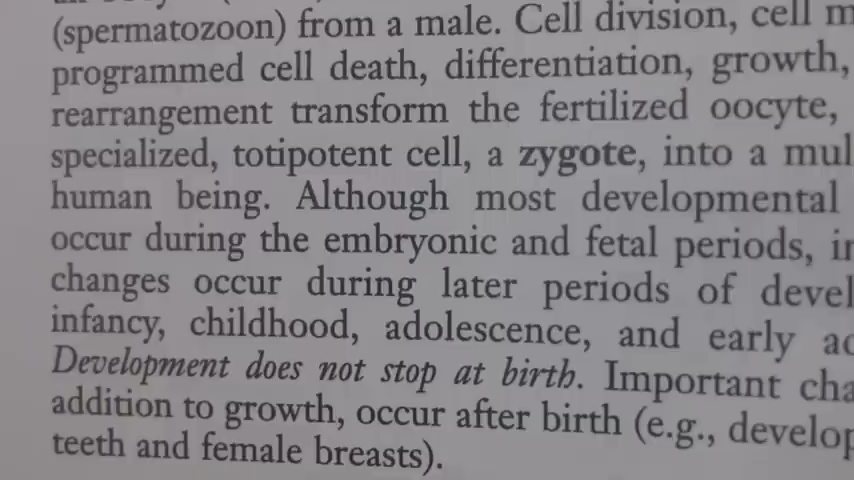 (spermatozoon) from a male. Cell division, cell
programmed cell death, differentiation, growth,
rearrangement transform the fertilized oocyte,
specialized, totipotent cell, a zygote, into a
human being. Although most developmental
occur during the embryonic and fetal periods,
changes occur during later periods of
infancy, childhood, adolescence, and early
Development does not stop at birth. Important
addition to growth, occur after birth (e.g.,
teeth and female breasts).